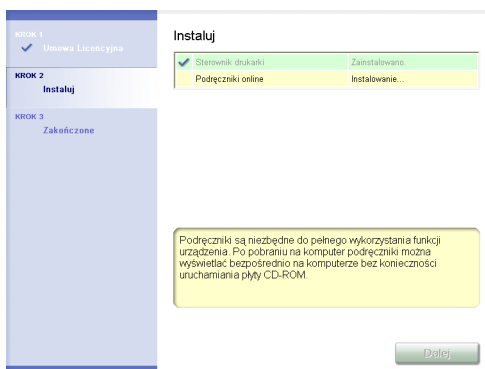 KROK 1
Umowa Licencyjna
KROK 2
Instaluj
KROK 3
Zakończone
Instaluj
Sterownik drukarki Zainstalowano.
Podręczniki online Instalowanie...
Podręczniki są niezbędne do pełnego wykorzystania funkcji
urządzenia. Po pobraniu na komputer podręczniki można
wyświetlać bezpośrednio na komputerze bez konieczności
uruchamiania płyty CD-ROM.
Dalej